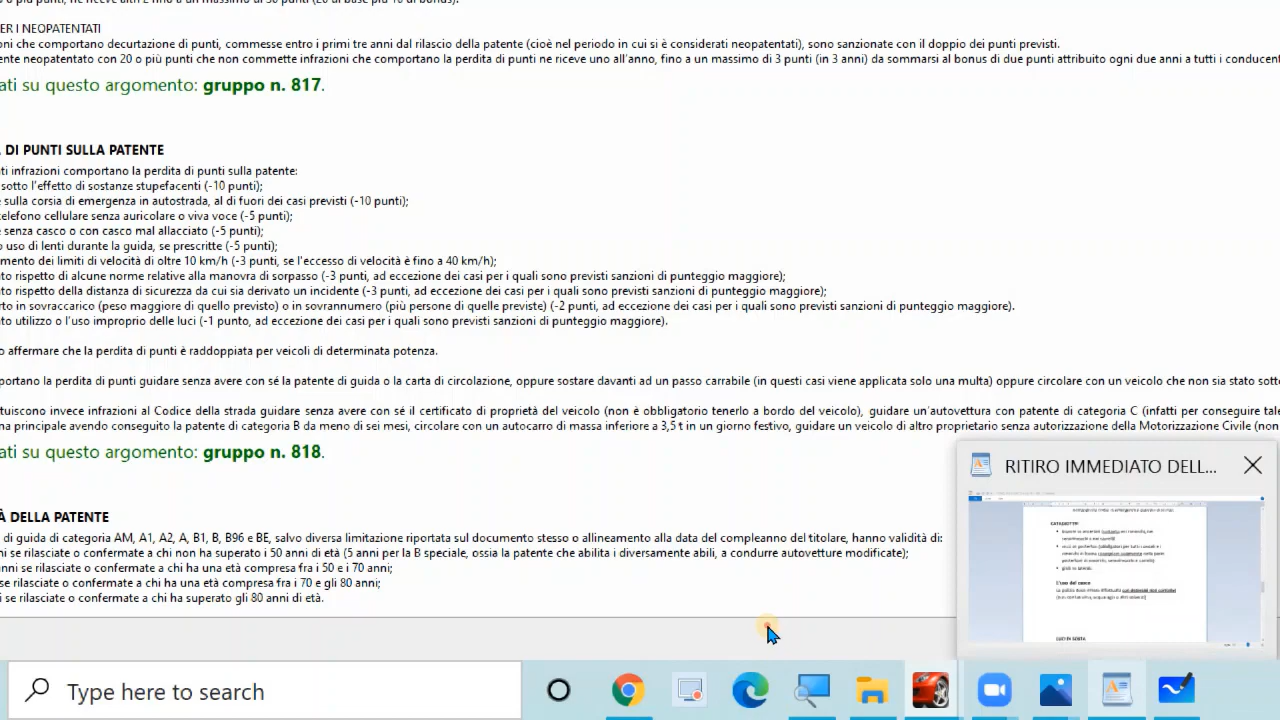 ne riceve altri 2 fino a un massimo di 30 punti (20 di base più 10 di bonus).
ER I NEOPATENTATI
oni che comportano decurtazione di punti, commesse entro i primi tre anni dal rilascio della patente (cioè nel periodo in cui si è considerati neopatentati), sono sanzionate con il doppio dei punti previsti.
ente neopatentato con 20 o più punti che non commette infrazioni che comportano la perdita di punti ne riceve uno all'anno, fino a un massimo di 3 punti (in 3 anni) da sommarsi al bonus di due punti attribuito ogni due anni a tutti i conducent
ati su questo argomento: gruppo n. 817.
DI PUNTI SULLA PATENTE
ti infrazioni comportano la perdita di punti sulla patente:
sotto l'effetto di sostanze stupefacenti (-10 punti);
e sulla corsia di emergenza in autostrada, al di fuori dei casi previsti (-10 punti);
elefono cellulare senza auricolare o viva voce (-5 punti);
e senza casco o con casco mal allacciato (-5 punti);
o uso di lenti durante la guida, se prescritte (-5 punti);
mento dei limiti di velocità di oltre 10 km/h (-3 punti, se l'eccesso di velocità è fino a 40 km/h);
to rispetto di alcune norme relative alla manovra di sorpasso (-3 punti, ad eccezione dei casi per i quali sono previsti sanzioni di punteggio maggiore);
to rispetto della distanza di sicurezza da cui sia derivato un incidente (-3 punti, ad eccezione dei casi per i quali sono previsti sanzioni di punteggio maggiore);
rto in sovraccarico (peso maggiore di quello previsto) o in sovrannumero (più persone di quelle previste) (-2 punti, ad eccezione dei casi per i quali sono previsti sanzioni di punteggio maggiore).
to utilizzo o l'uso improprio delle luci (-1 punto, ad eccezione dei casi per i quali sono previsti sanzioni di punteggio maggiore).
o affermare che la perdita di punti è raddoppiata per veicoli di determinata potenza.
portano la perdita di punti guidare senza avere con sé la patente di guida o la carta di circolazione, oppure sostare davanti ad un passo carrabile (in questi casi viene applicata solo una multa) oppure circolare con un veicolo che non sia stato sotto
tuiscono invece infrazioni al Codice della strada guidare senza avere con sé il certificato di proprietà del veicolo (non è obbligatorio tenerlo a bordo del veicolo), guidare un'autovettura con patente di categoria C (infatti per conseguire tale
na principale avendo conseguito la patente di categoria B da meno di sei mesi, circolare con un autocarro di massa inferiore a 3,5 t in un giorno festivo, guidare un veicolo di altro proprietario senza autorizzazione della Motorizzazione Civile (non
ati su questo argomento: gruppo n. 818.
RITIRO IMMEDIATO DELL...
À DELLA PATENTE
di guida di categoria AM, A1, A2, A, B1, B, B96 e BE, salvo diversa limitazione riportata sul documento stesso, allineata alla data del compleanno del titolare, hanno validità di:
ni se rilasciate o confermate a chi non ha superato i 50 anni di età (5 anni se speciale, ossia la patente che abilita i diversamente abili, a condurre autovetture modificate);
nni se rilasciate o confermate a chi ha un'età compresa fra i 50 e i 70 anni;
se rilasciate o confermate a chi ha una età compresa fra i 70 e gli 80 anni;
i se rilasciate o confermate a chi ha superato gli 80 anni di età.
CATADIOTTRI
L'uso del casco
LUCI DI SOSTA
Type here to search